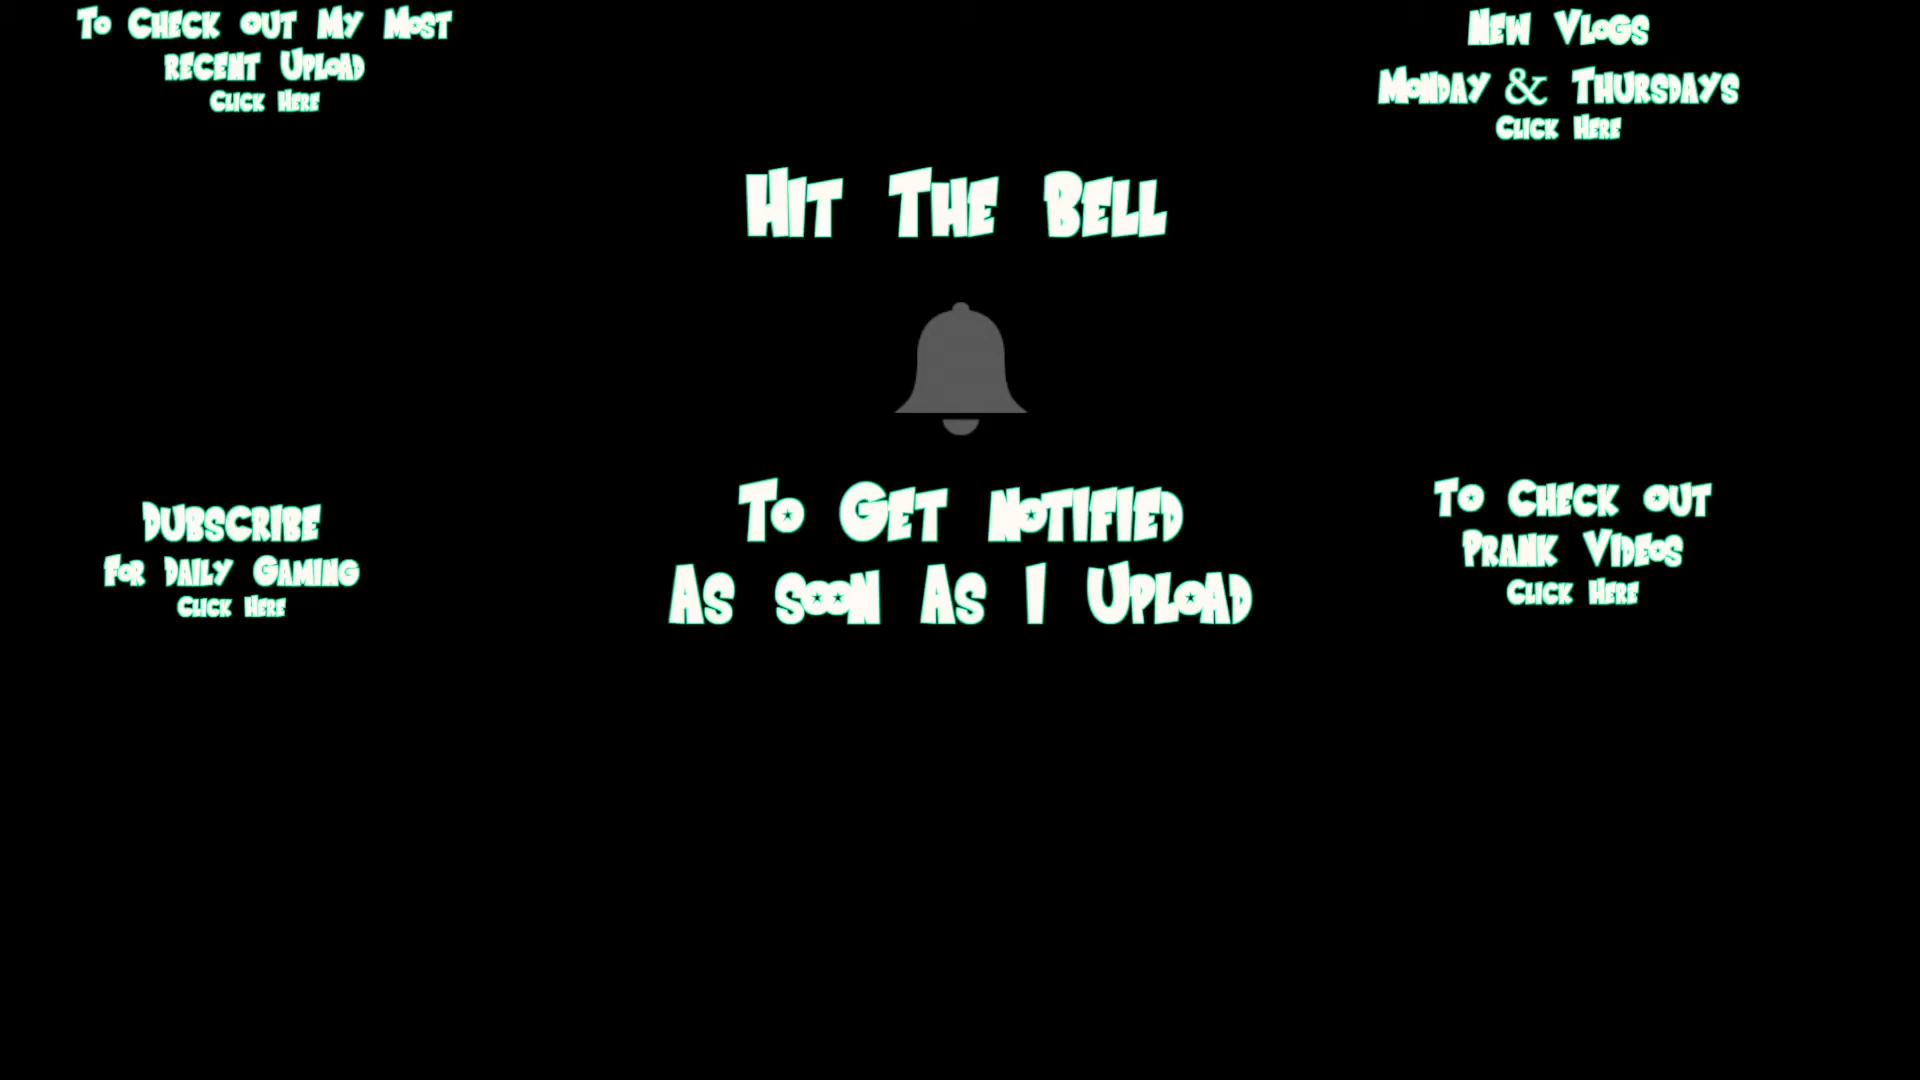 To Check out My Most
recent Upload
Click Here
New Vlogs
Monday & Thursdays
Click Here
Hit The Bell
To Get notified
As soon As I Upload
Dubscribe
For Daily Gaming
Click Here
To Check out
Prank Videos
Click Here